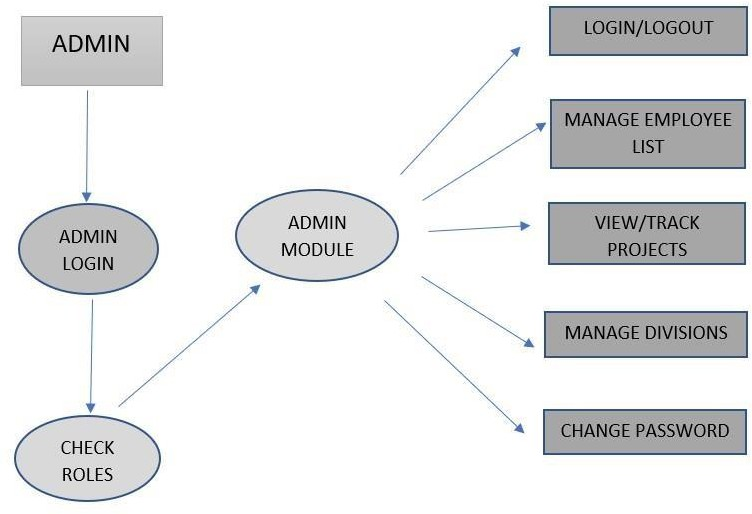 ADMIN
ADMIN
LOGIN
CHECK
ROLES
ADMIN
MODULE
LOGIN/LOGOUT
MANAGE EMPLOYEE
LIST
VIEW/TRACK
PROJECTS
MANAGE DIVISIONS
CHANGE PASSWORD